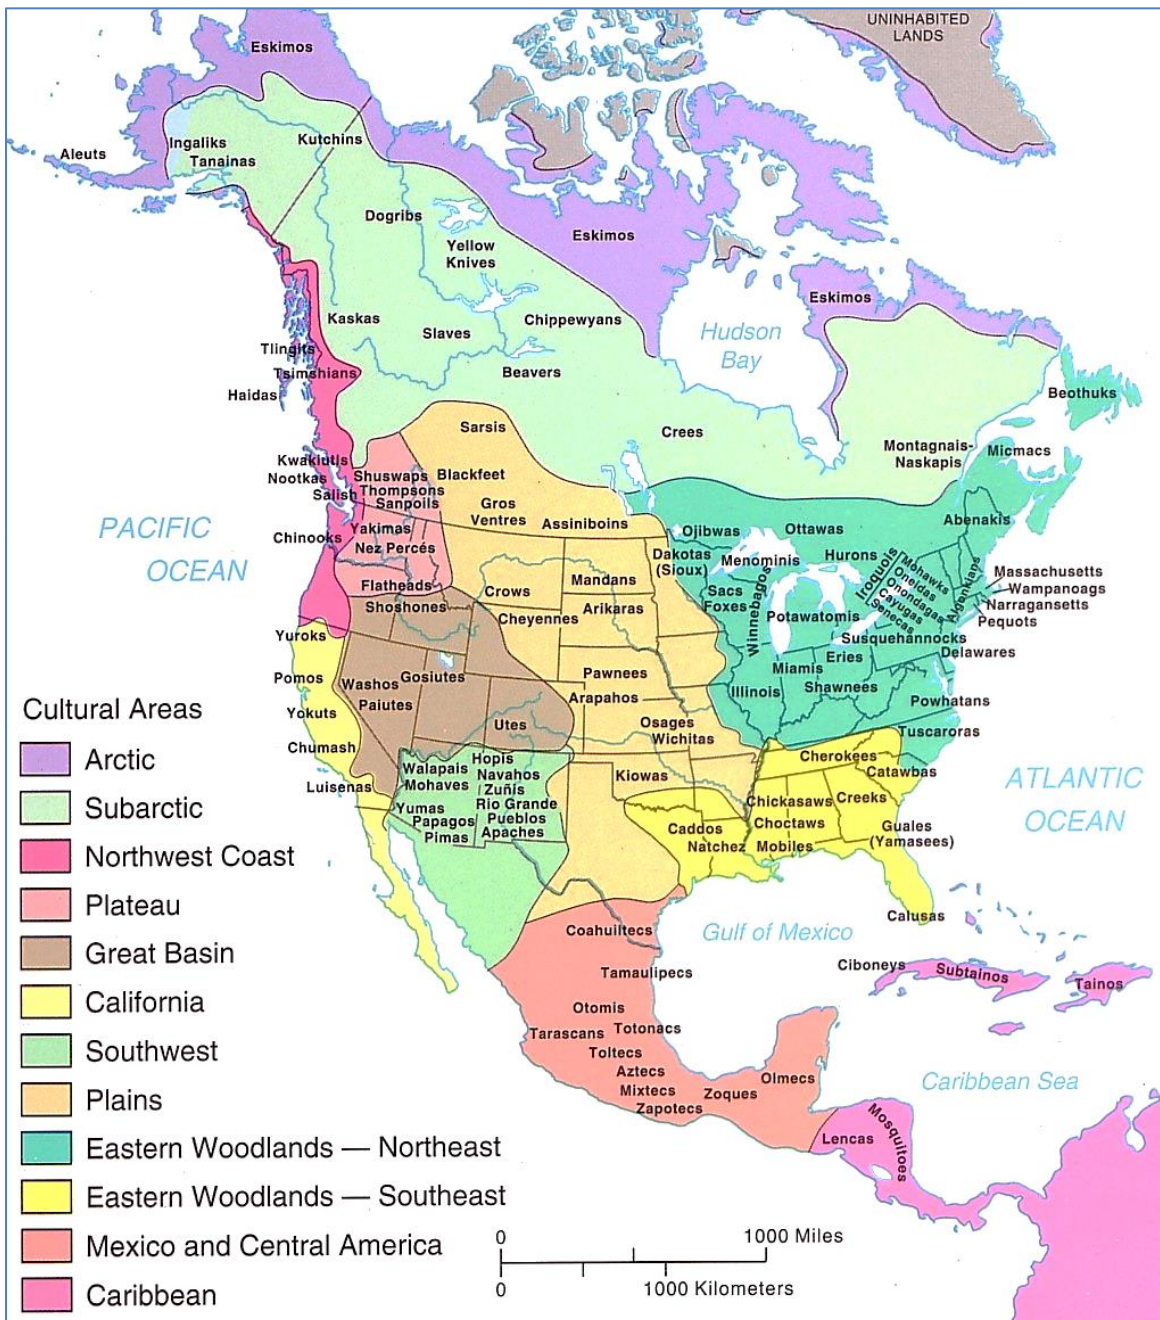 UNINHABITED
LANDS
Eskimos
Ingaliks
Tanainas
Kutchins
Aleuts
Dogribs
Yellow
Knives
Eskimos
Eskimos
Kaskas
Slaves
Chippewyans
Hudson
Bay
Tlingits
Tsimshians
Haidas
Beavers
Beothuks
Sarsis
Crees
Montagnais-
Naskapis
Micmacs
Kwakiutls
Nootkas
Salish
Shuswaps
Thompsons
Sanpoils
Blackfeet
Gros
Ventres
Assiniboins
PACIFIC
OCEAN
Chinooks
Yakimas
Nez Percés
Flatheads
Ojibwas
Ottawas
Abenakis
Dakotas
(Sioux)
Menominis
Hurons
Iroquois
Mohawks
Oneidas
Onondagas
Cayugas
Senecas
Algonkians
Massachusetts
Wampanoags
Narragansetts
Pequots
Crows
Mandans
Arikaras
Cheyennes
Sacs
Foxes
Winnebagos
Potawatomis
Susquehannocks
Delawares
Shoshones
Yuroks
Pomos
Yokuts
Chumash
Luisenas
Washos
Paiutes
Gosiutes
Utes
Pawnees
Arapahos
Osages
Wichitas
Kiowas
Illinois
Miamis
Eries
Shawnees
Powhatans
Tuscaroras
Cherokees
Catawbas
Walapais
Mohaves
Hopis
Navahos
Zuñis
Rio Grande
Pueblos
Apaches
Yumas
Papagos
Pimas
Caddos
Natchez
Chickasaws
Choctaws
Mobiles
Creeks
Guales
(Yamasees)
Calusas
ATLANTIC
OCEAN
Gulf of Mexico
Coahuiltecs
Tamaulipecs
Otomis
Tarascans
Totonacs
Toltecs
Aztecs
Mixtecs
Zapotecs
Zoques
Olmecs
Ciboneys
Subtainos
Tainos
Caribbean Sea
Lencas
Mosquitoes
Cultural Areas
Arctic
Subarctic
Northwest Coast
Plateau
Great Basin
California
Southwest
Plains
Eastern Woodlands — Northeast
Eastern Woodlands — Southeast
Mexico and Central America
Caribbean
0 1000 Miles
0 1000 Kilometers